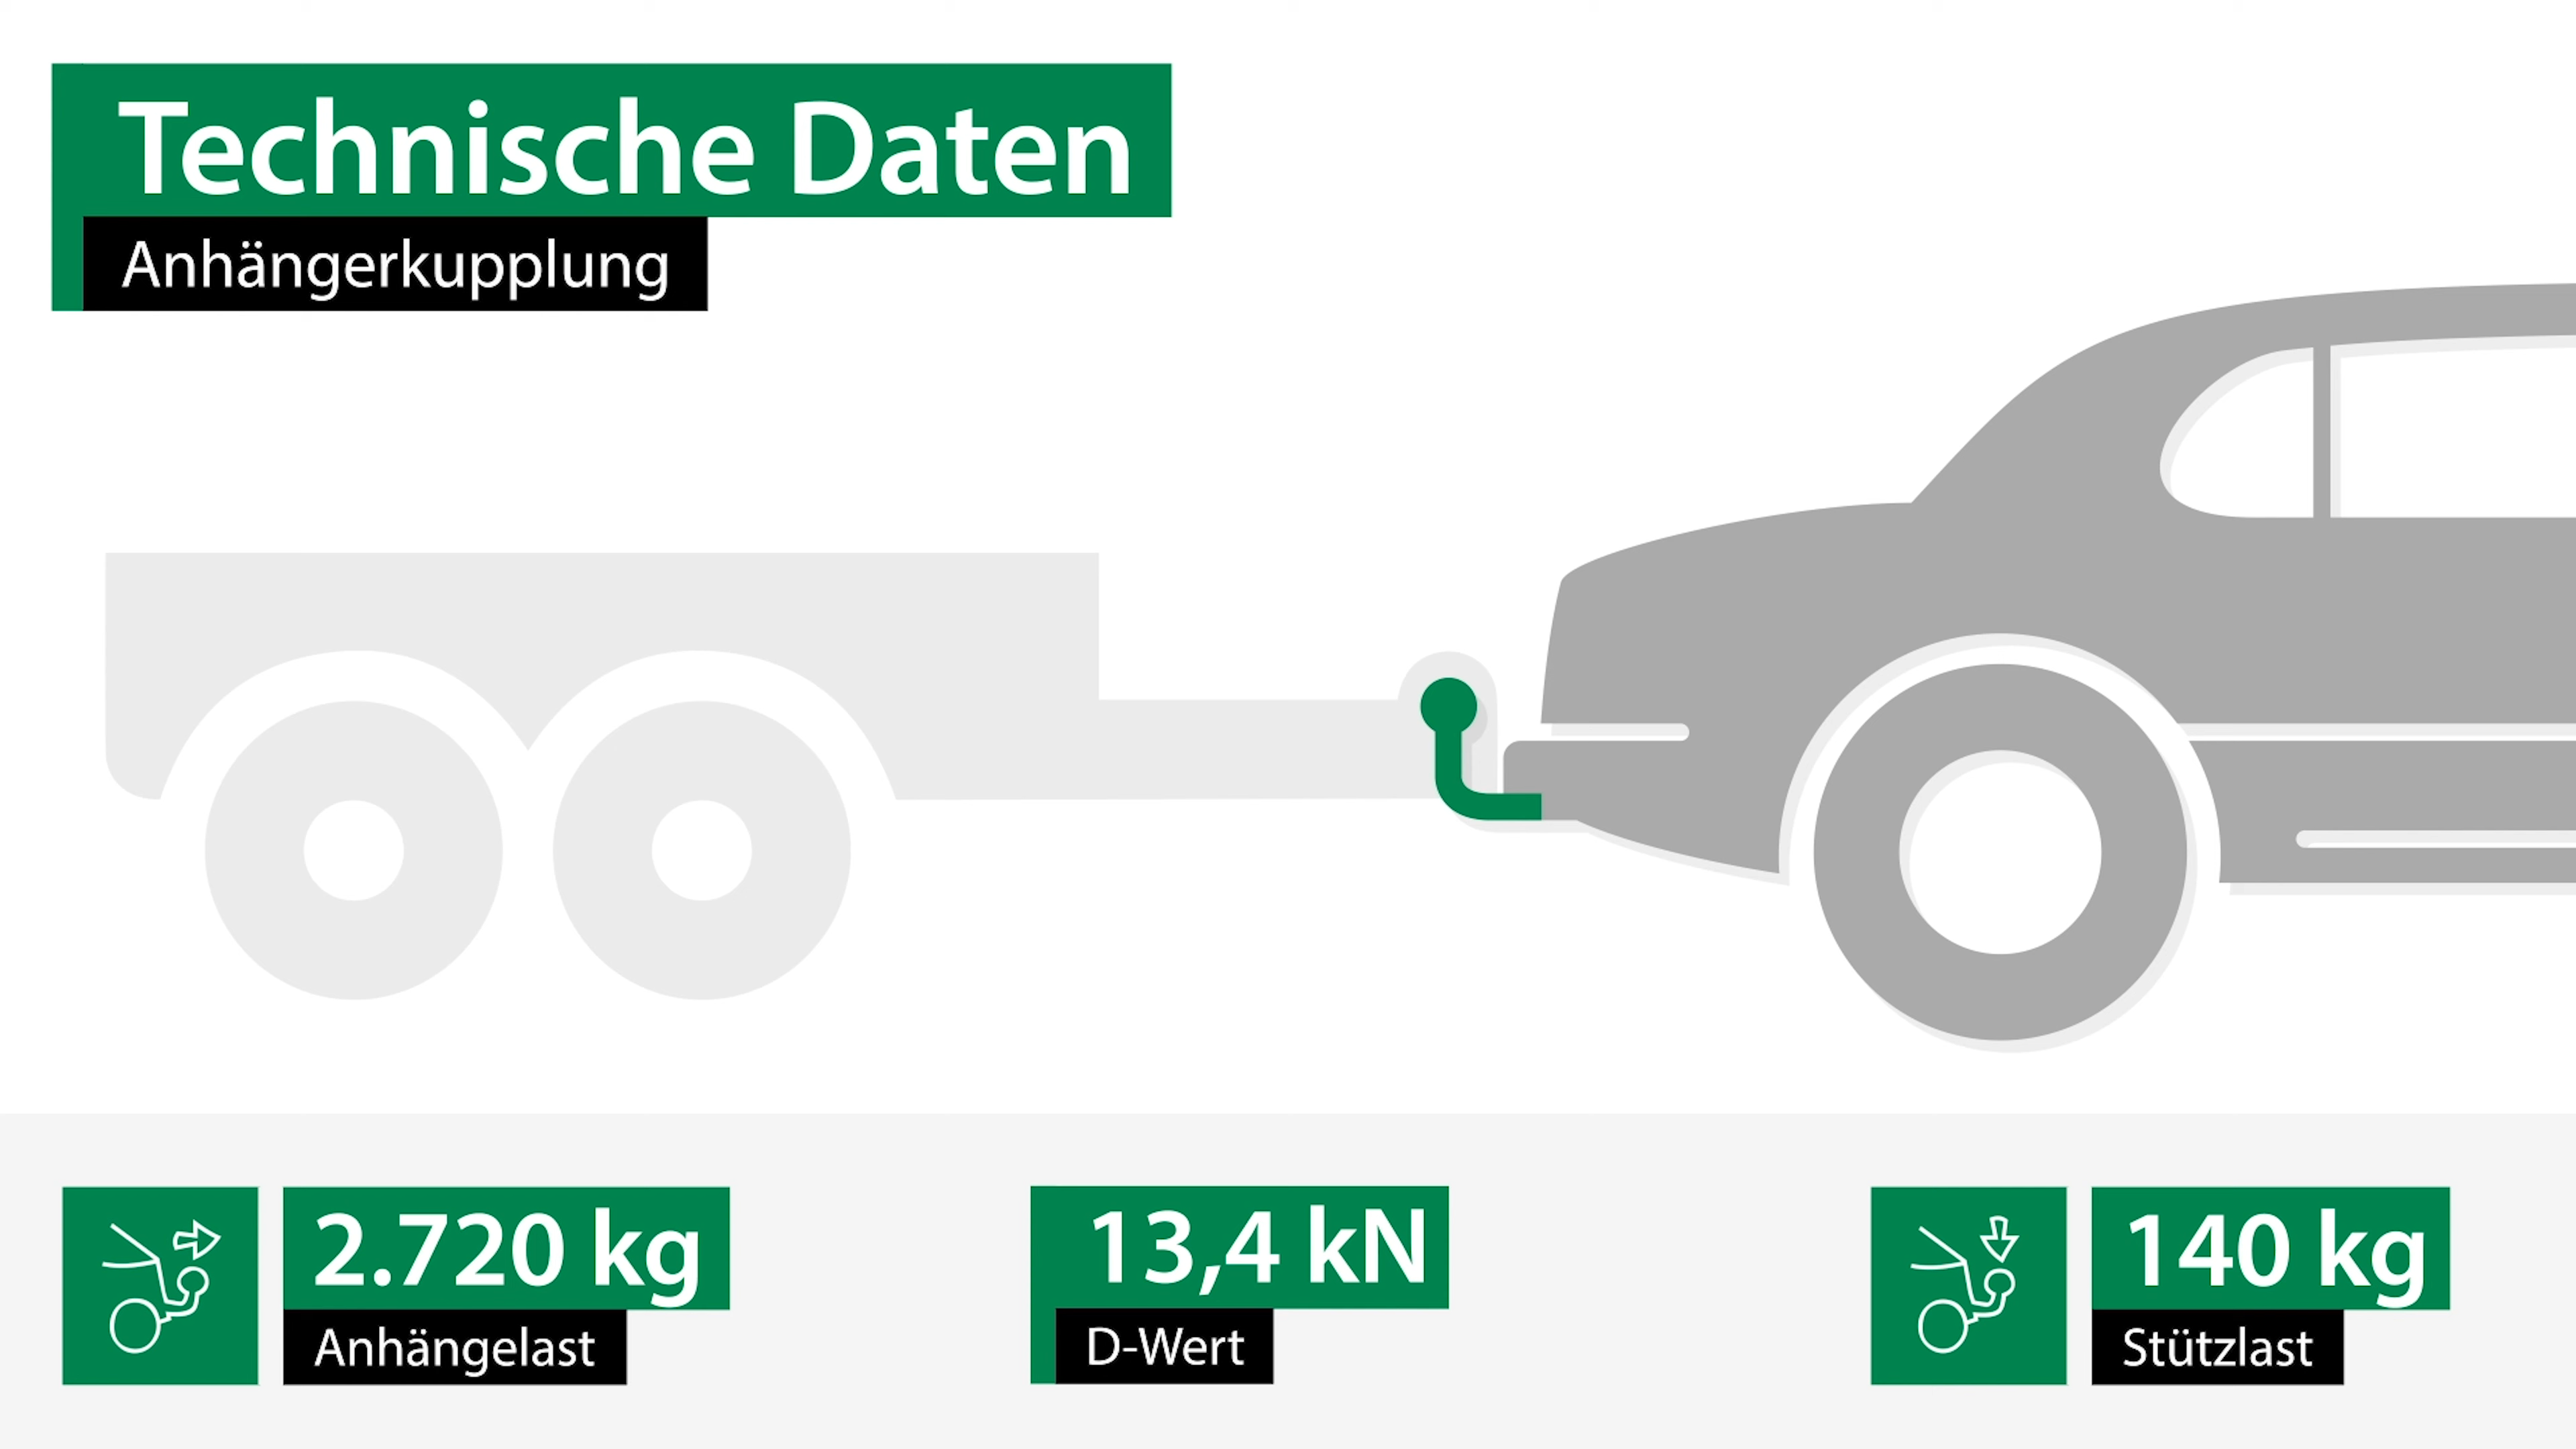 Technische Daten
Anhängerkupplung
2.720 kg
Anhängelast
13,4 kN
D-Wert
140 kg
Stützlast